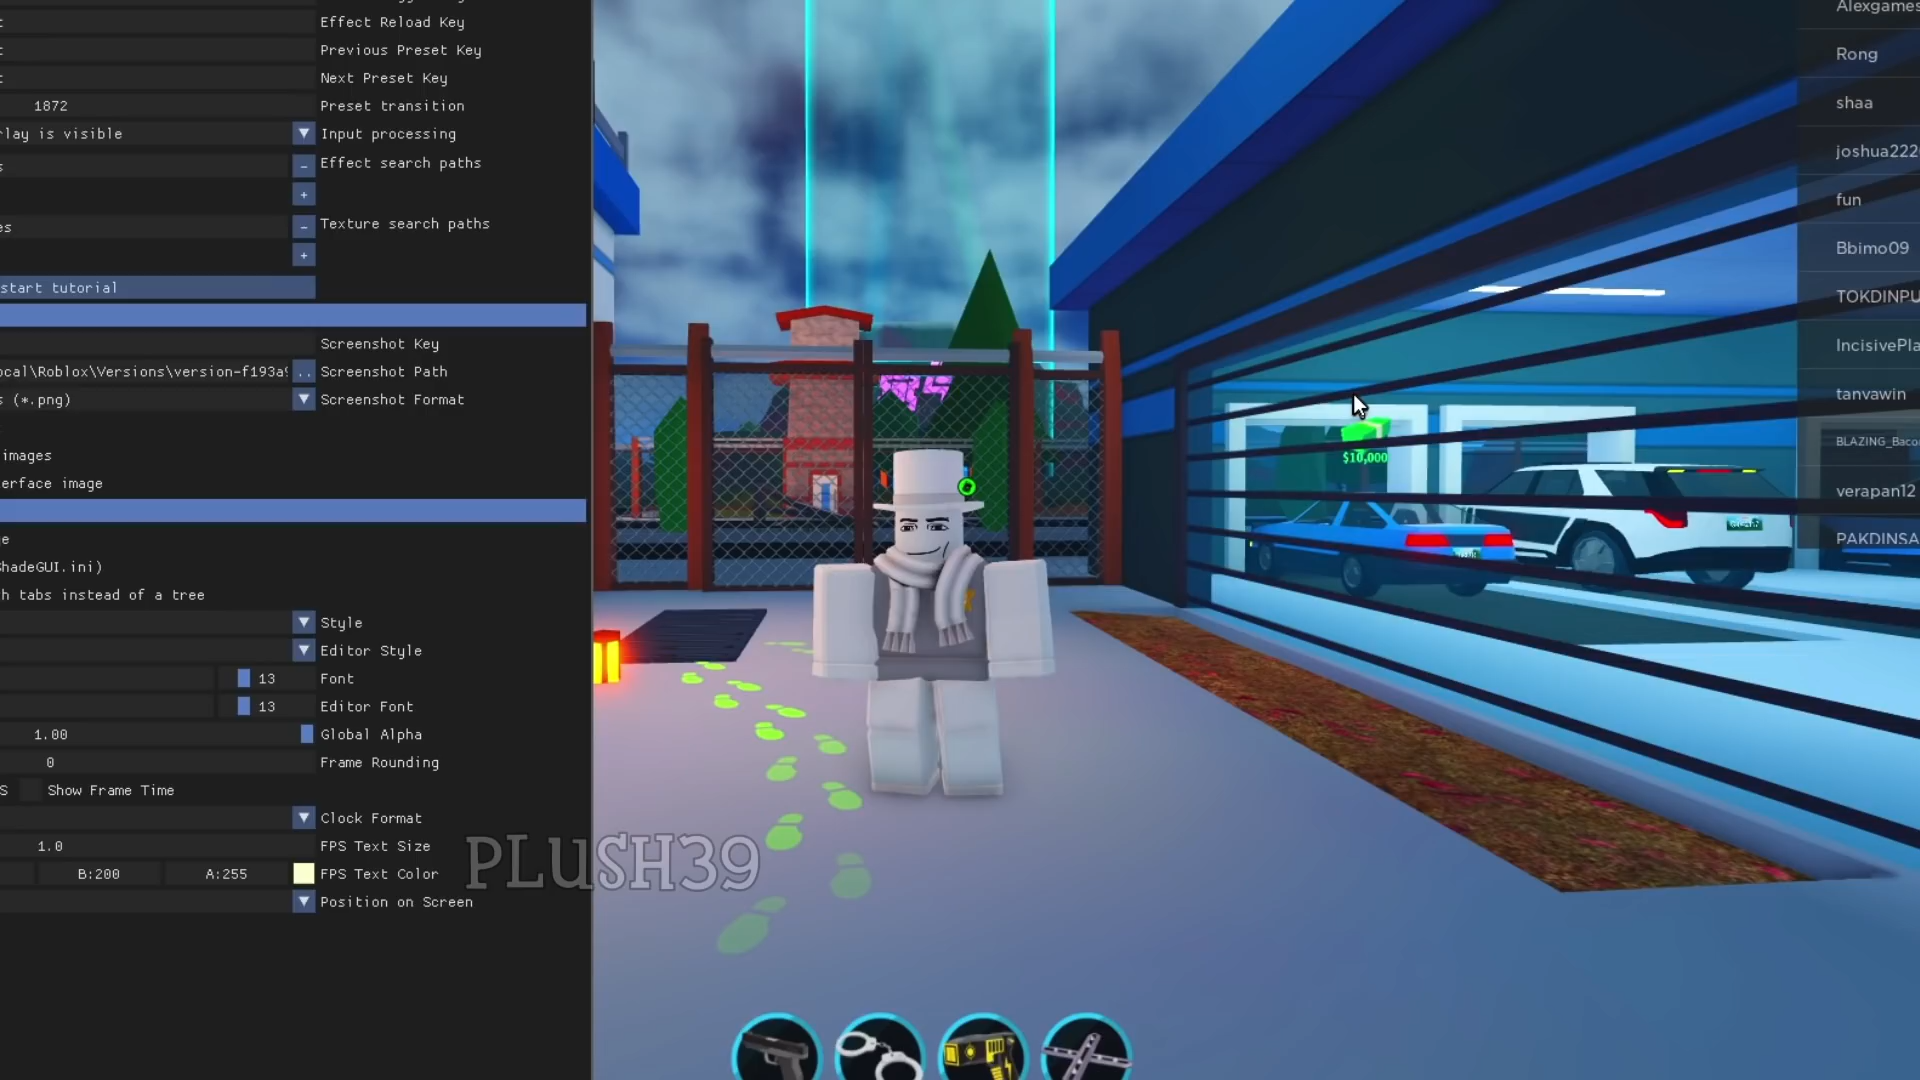 Effect Reload Key
Previous Preset Key
Next Preset Key
1872 Preset transition
rlay is visible Input processing
Effect search paths
es Texture search paths
start tutorial
Screenshot Key
ocal\Roblox\Versions\version-f193a Screenshot Path
s (*.png) Screenshot Format
images
erface image
hadeGUI.ini)
h tabs instead of a tree
Style
Editor Style
13 Font
13 Editor Font
1.00 Global Alpha
0 Frame Rounding
S Show Frame Time
Clock Format
1.0 FPS Text Size
B:200 A:255 FPS Text Color
Position on Screen
PLUSH39
$10,000
Alexgames
Rong
shaa
joshua222
fun
Bbimo09
TOKDINPU
IncisivePla
tanvawin
BLAZING_Baco
verapan12
PAKDINSA